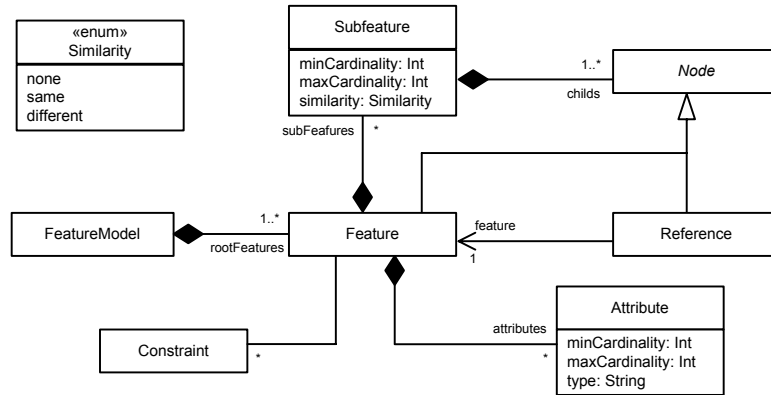 «enum»
Similarity
none
same
different
Subfeature
minCardinality: Int
maxCardinality: Int
similarity: Similarity
1..*
childs
Node
subFeafures
*
FeatureModel
1..*
rootFeatures
Feature
feature
1
Reference
Constraint
*
attributes
*
Attribute
minCardinality: Int
maxCardinality: Int
type: String